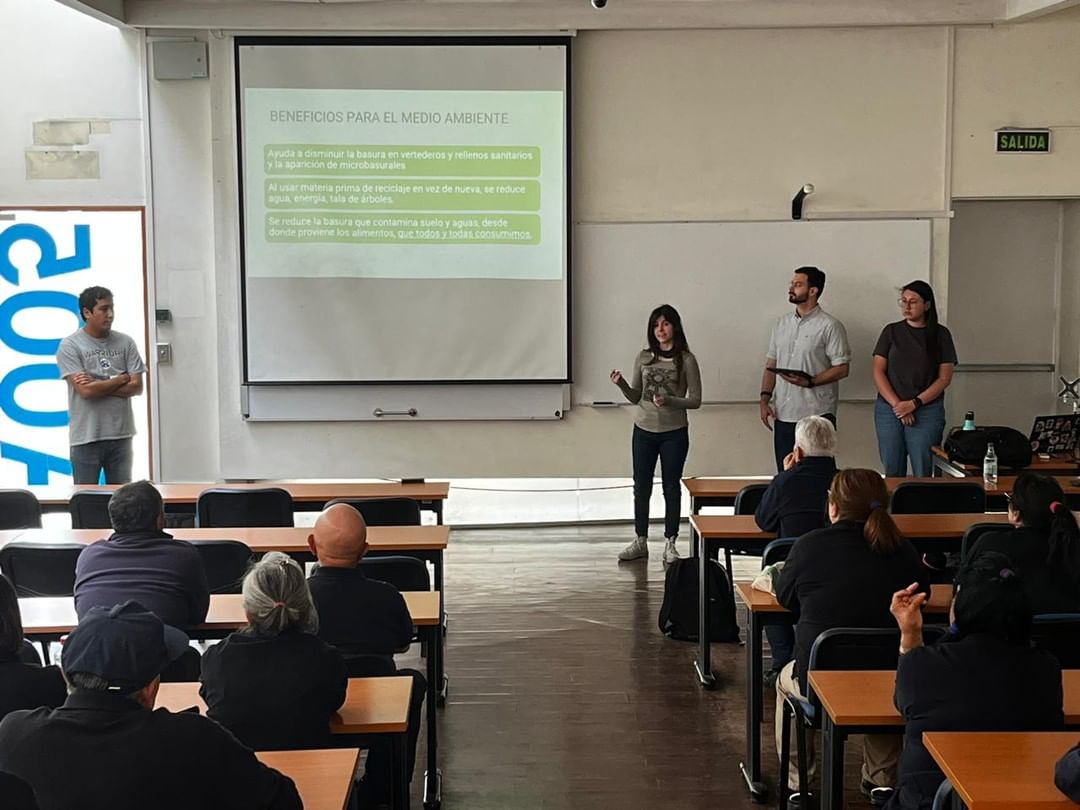 BENEFICIOS PARA EL MEDIO AMBIENTE
Ayuda a disminuir la basura en vertederos y rellenos sanitarios
y la aparición de microbasurales
Al usar materia prima de reciclaje en vez de nueva, se reduce
agua, energía, tala de árboles.
Se reduce la basura que contamina suelo y aguas, desde
donde proviene los alimentos, que todos y todas consumimos.
SALIDA
WARRIORS